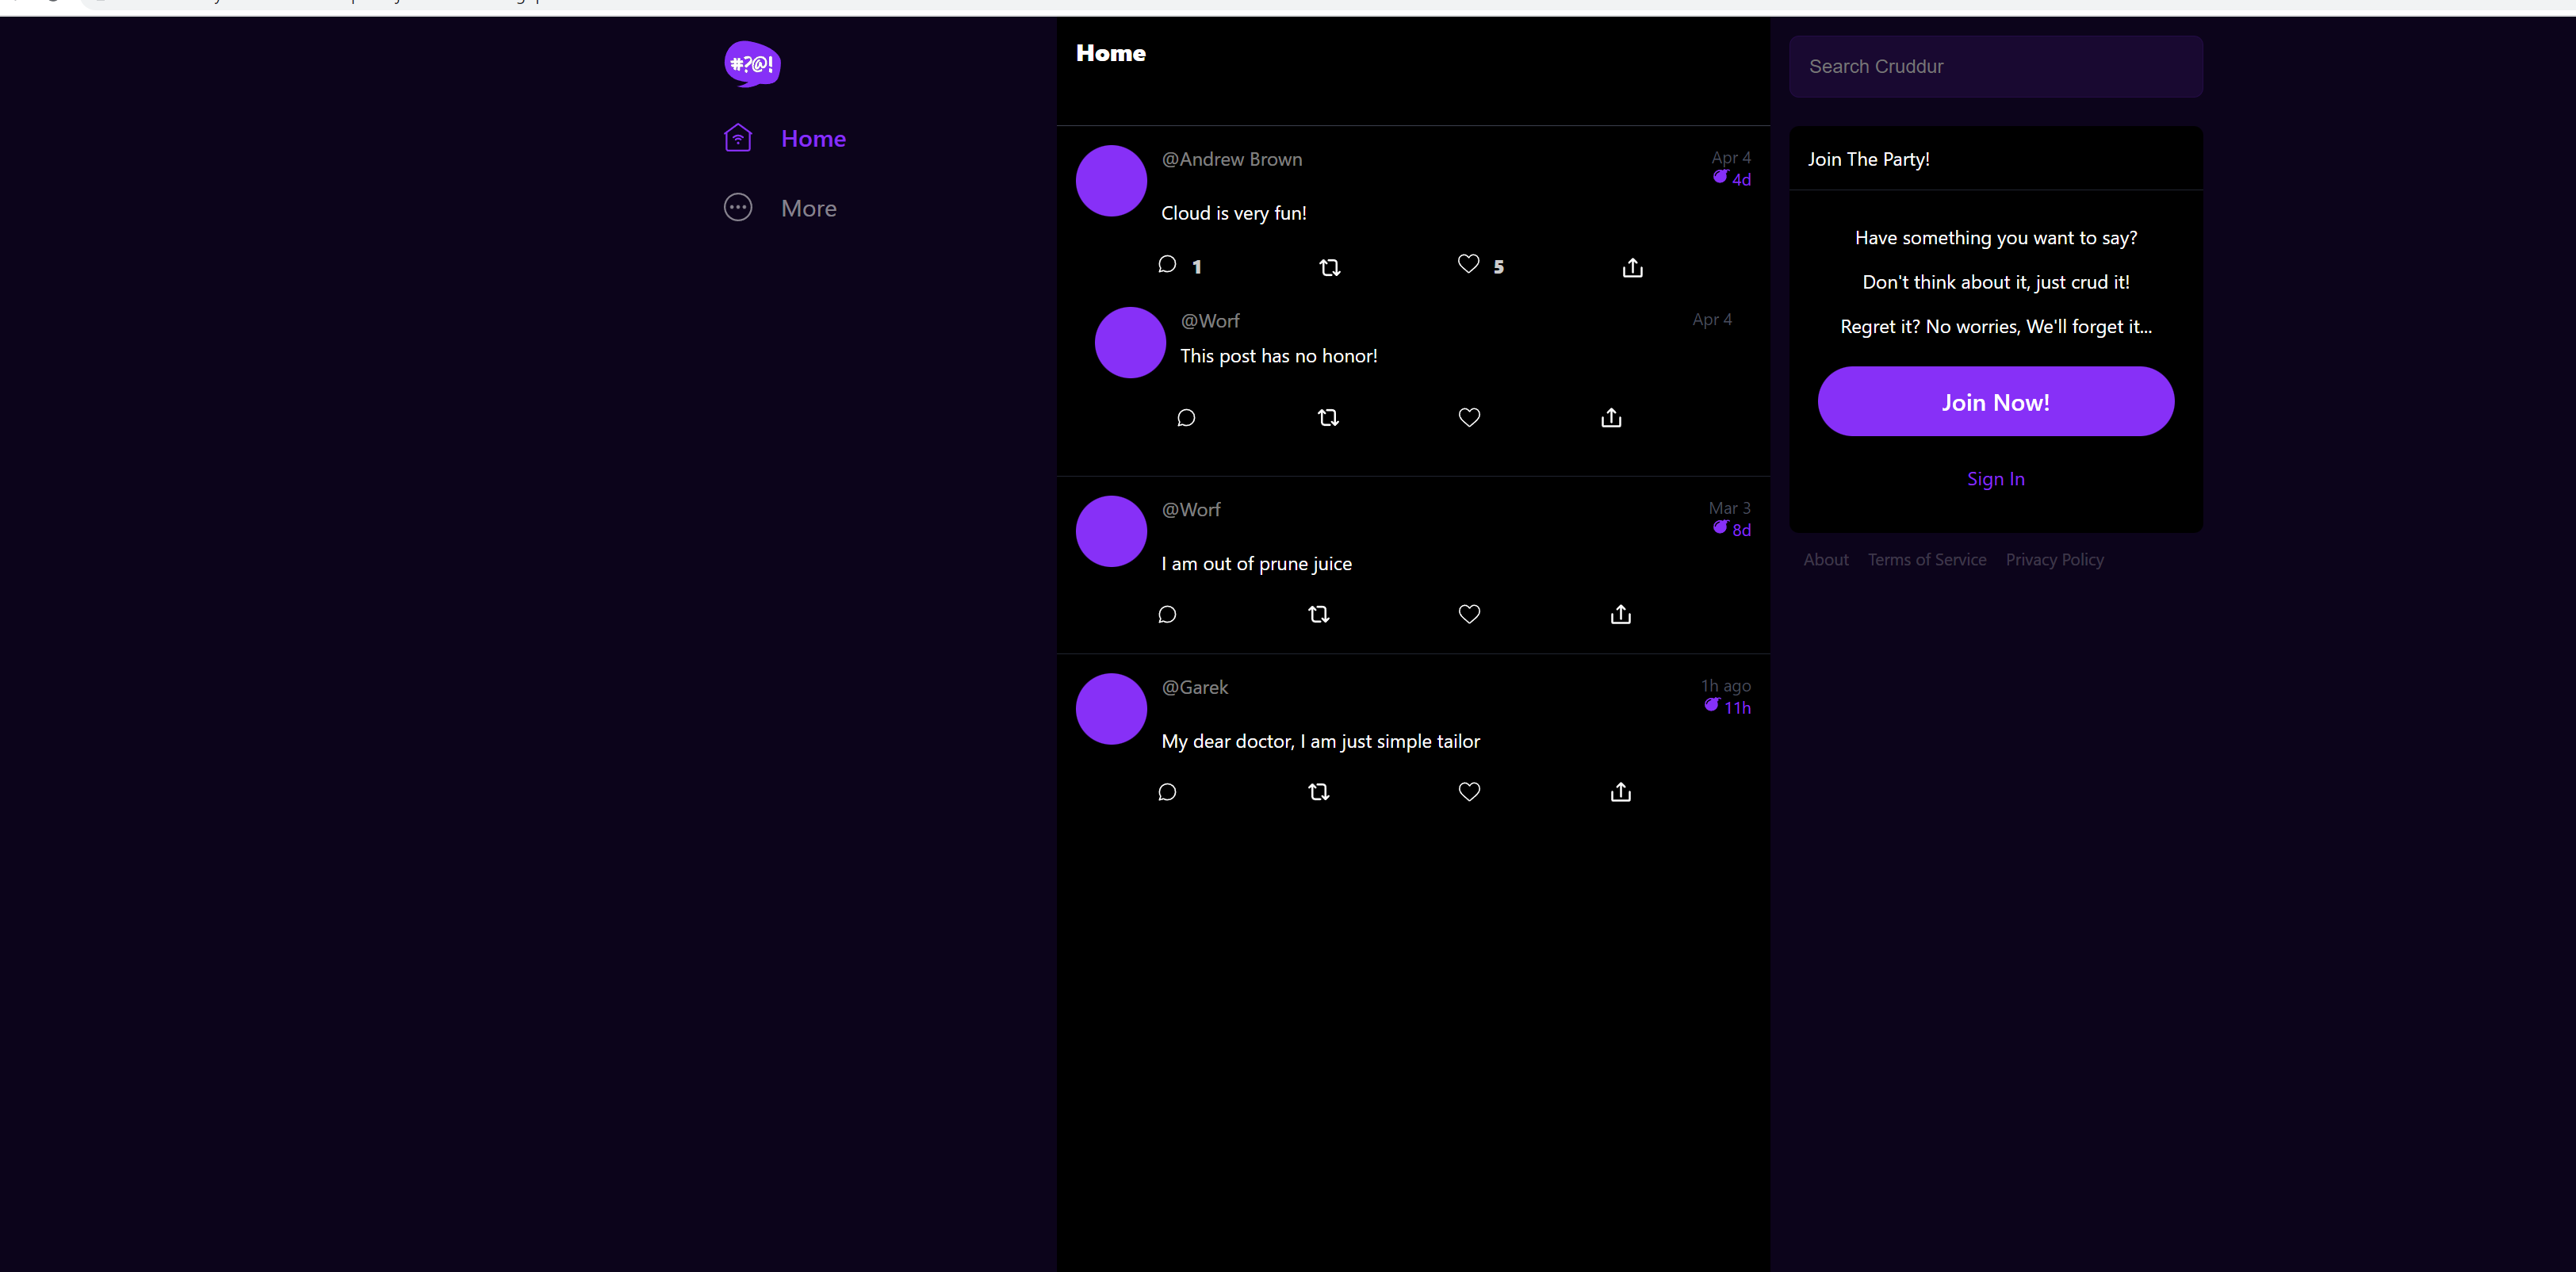 #?@!
Home
More
Home
@Andrew Brown
Apr 4
4d
Cloud is very fun!
1
5
@Worf
Apr 4
This post has no honor!
@Worf
Mar 3
8d
I am out of prune juice
@Garek
1h ago
11h
My dear doctor, I am just simple tailor
Search Cruddur
Join The Party!
Have something you want to say?
Don't think about it, just crud it!
Regret it? No worries, We'll forget it...
Join Now!
Sign In
About Terms of Service Privacy Policy